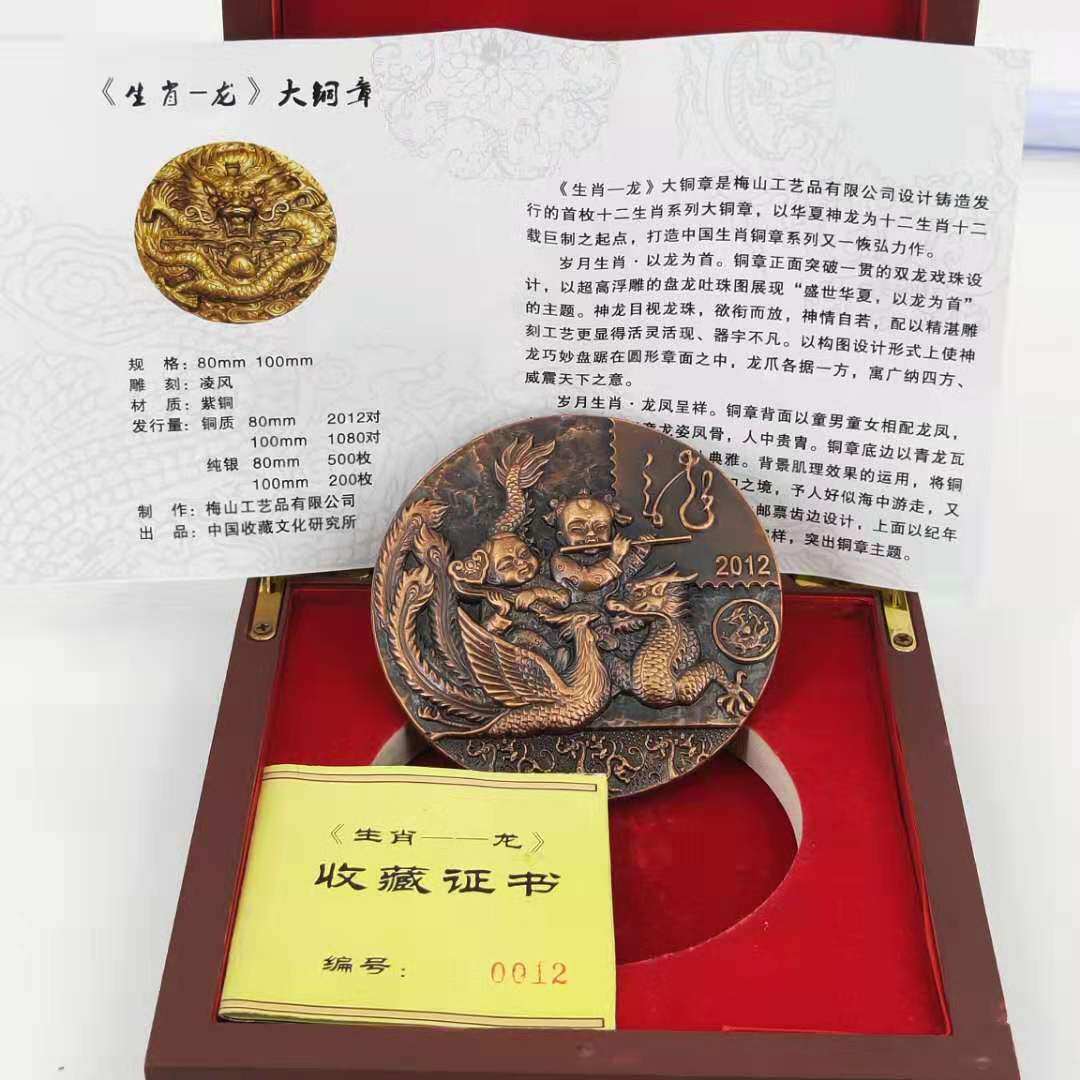 《生肖—龙》大铜章
规 格：80mm 100mm
雕 刻：凌风
材 质：紫铜
发行量：铜质 80mm 2012对
100mm 1080对
纯银 80mm 500枚
100mm 200枚
制 作：梅山工艺品有限公司
出 品：中国收藏文化研究所
《生肖—龙》大铜章是梅山工艺品有限公司设计铸造发
行的首枚十二生肖系列大铜章，以华夏神龙为十二生肖十二
载巨制之起点，打造中国生肖铜章系列又一恢弘力作。
岁月生肖·以龙为首。铜章正面突破一贯的双龙戏珠设
计，以超高浮雕的盘龙吐珠图展现“盛世华夏，以龙为首”
的主题。神龙目视龙珠，欲衔而放，神情自若，配以精湛雕
刻工艺更显得活灵活现、器宇不凡。以构图设计形式上使神
龙巧妙盘踞在圆形章面之中，龙爪各据一方，寓广纳四方、
威震天下之意。
岁月生肖·龙凤呈祥。铜章背面以童男童女相配龙凤，
龙姿凤骨，人中贵胄。铜章底边以青龙瓦
典雅。背景肌理效果的运用，将铜
之境，予人好似海中游走，又
邮票齿边设计，上面以纪年
样，突出铜章主题。
2012
《生肖——龙》
收藏证书
编号： 0012